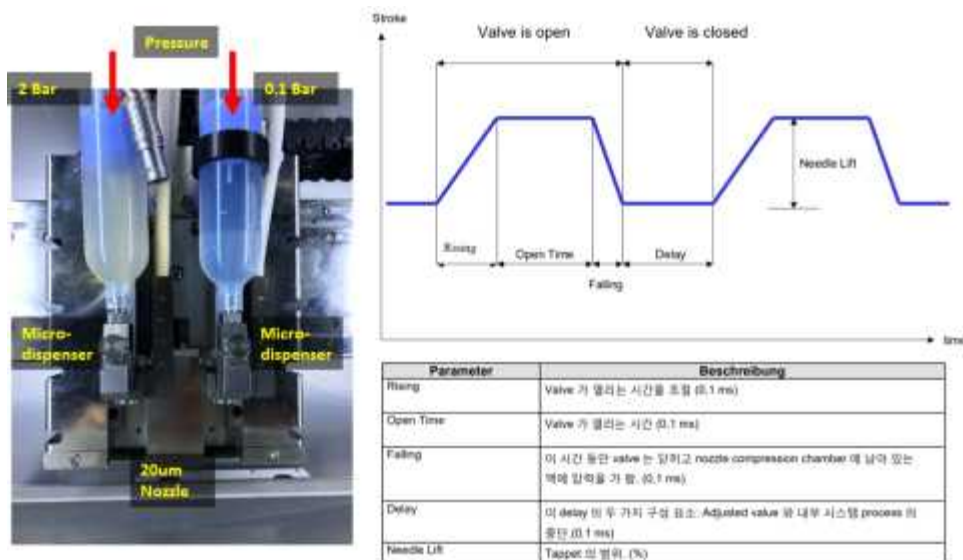 Pressure
2 Bar
0,1 Bar
Micro-
dispenser
Micro-
dispenser
20um
Nozzle
Stroke
Valve is open
Valve is closed
Needle Lift
Rising
Open Time
Delay
Falling
time
Parameter Beschreibung
Rising Valve 가 열리는 시간을 조절 (0,1 ms)
Open Time Valve 가 열리는 시간 (0,1 ms)
Falling 이 시간 동안 valve 는 닫히고 nozzle compression chamber 에 남아 있는
액에 압력을 가 함. (0,1 ms)
Delay 이 delay 의 두 가지 구성 요소: Adjusted value 와 내부 시스템 process 의
중단 (0,1 ms)
Needle Lift Tappet 의 범위. (%)